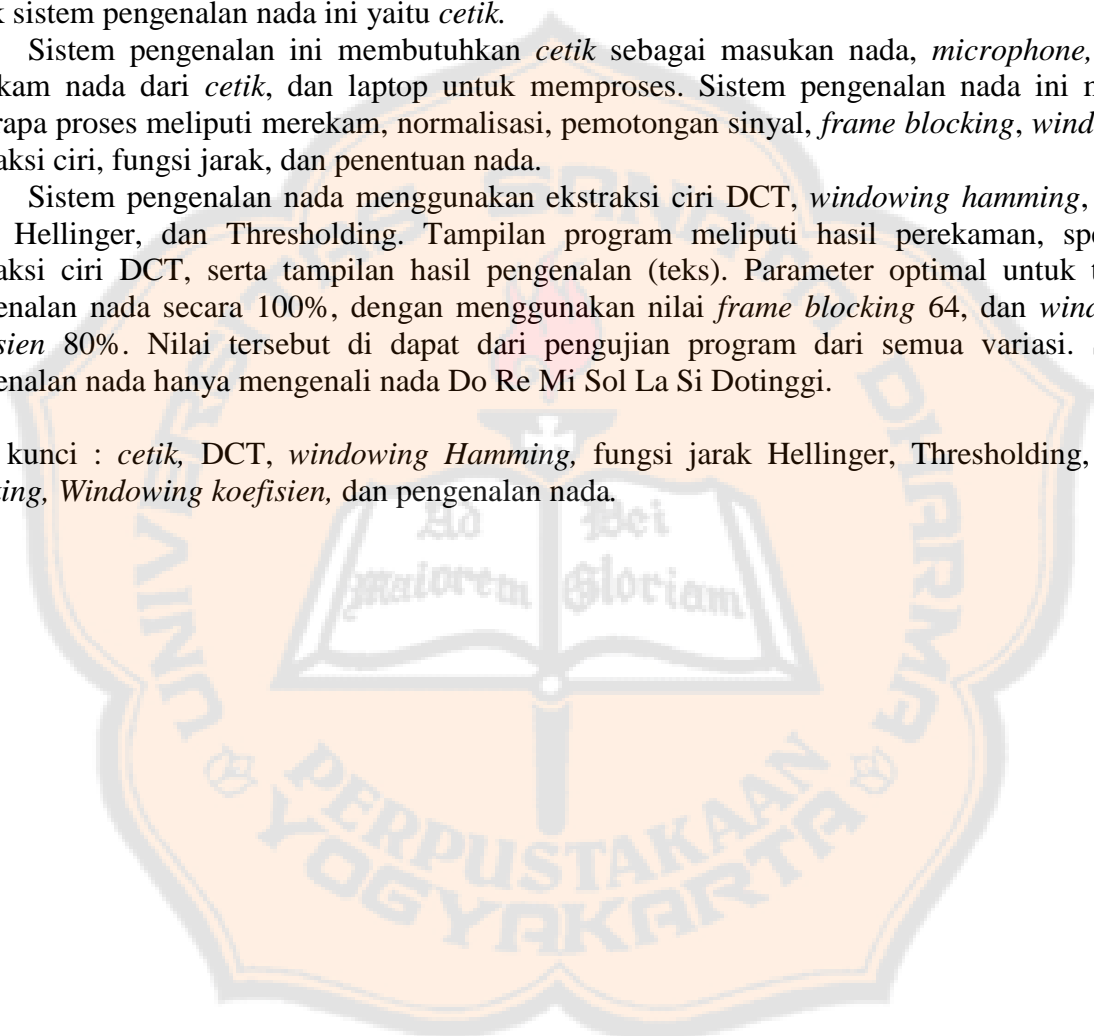 k sistem pengenalan nada ini yaitu cetik.
Sistem pengenalan ini membutuhkan cetik sebagai masukan nada, microphone,
kam nada dari cetik, dan laptop untuk memproses. Sistem pengenalan nada ini m
rapa proses meliputi merekam, normalisasi, pemotongan sinyal, frame blocking, wind
aksi ciri, fungsi jarak, dan penentuan nada.
Sistem pengenalan nada menggunakan ekstraksi ciri DCT, windowing hamming,
Hellinger, dan Thresholding. Tampilan program meliputi hasil perekaman, sp
aksi ciri DCT, serta tampilan hasil pengenalan (teks). Parameter optimal untuk t
enalan nada secara 100%, dengan menggunakan nilai frame blocking 64, dan wind
sien 80%. Nilai tersebut di dapat dari pengujian program dari semua variasi.
enalan nada hanya mengenali nada Do Re Mi Sol La Si Dotinggi.
kunci : cetik, DCT, windowing Hamming, fungsi jarak Hellinger, Thresholding,
ing, Windowing koefisien, dan pengenalan nada.
UNIVERSITAS SANATA DHARMA
Ad Dei
maiorem Gloriam
PERPUSTAKAAN
YOGYAKARTA